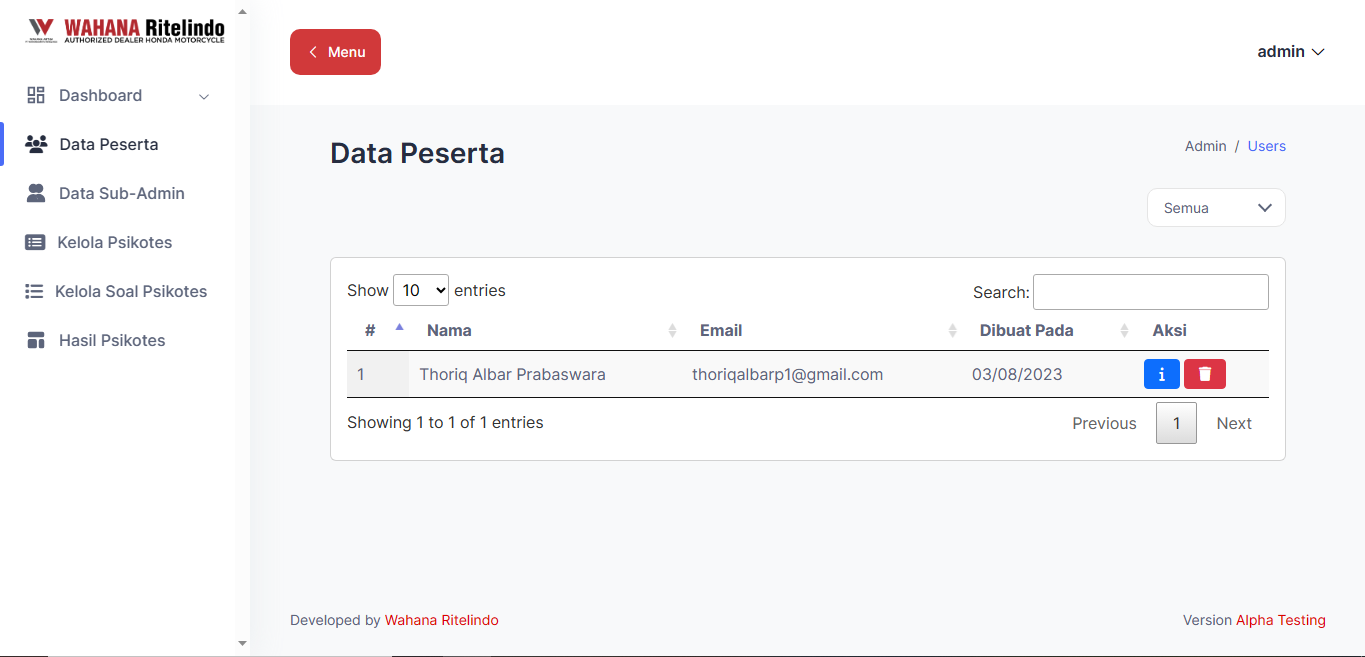 WAHANA Ritelindo
AUTHORIZED DEALER HONDA MOTORCYCLE
Dashboard
Data Peserta
Data Sub-Admin
Kelola Psikotes
Kelola Soal Psikotes
Hasil Psikotes
Menu
admin
Data Peserta
Admin / Users
Semua
Show 10 entries
Search:
# Nama Email Dibuat Pada Aksi
1 Thoriq Albar Prabaswara thoriqalbarp1@gmail.com 03/08/2023
Showing 1 to 1 of 1 entries
Previous 1 Next
Developed by Wahana Ritelindo
Version Alpha Testing